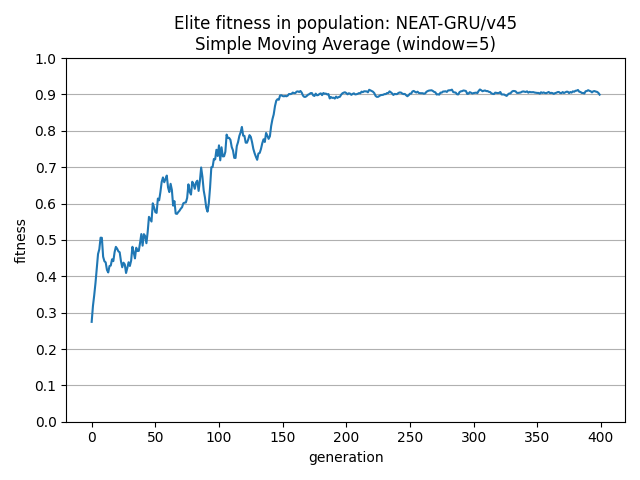 Elite fitness in population: NEAT-GRU/v45
Simple Moving Average (window=5)
fitness
1.0
0.9
0.8
0.7
0.6
0.5
0.4
0.3
0.2
0.1
0.0
0 50 100 150 200 250 300 350 400
generation